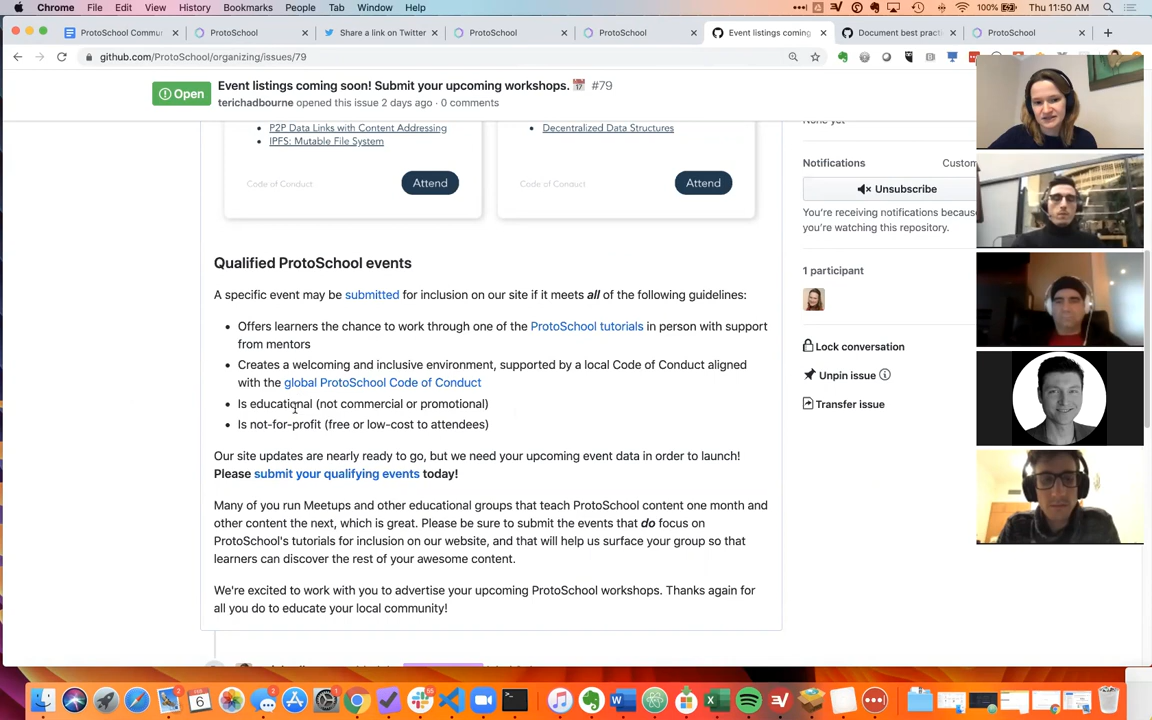 Chrome File Edit View History Bookmarks People Tab Window Help 100% Thu 11:50 AM
ProtoSchool Commu × ProtoSchool × Share a link on Twitter × ProtoSchool × ProtoSchool × Event listings coming × Document best practi × ProtoSchool ×
github.com/ProtoSchool/organizing/issues/79
Open
Event listings coming soon! Submit your upcoming workshops. #79
terichadbourne opened this issue 2 days ago · 0 comments
P2P Data Links with Content Addressing
IPFS: Mutable File System
Decentralized Data Structures
Code of Conduct Attend
Code of Conduct Attend
Qualified ProtoSchool events
A specific event may be submitted for inclusion on our site if it meets all of the following guidelines:
Offers learners the chance to work through one of the ProtoSchool tutorials in person with support
from mentors
Creates a welcoming and inclusive environment, supported by a local Code of Conduct aligned
with the global ProtoSchool Code of Conduct
Is educational (not commercial or promotional)
Is not-for-profit (free or low-cost to attendees)
Our site updates are nearly ready to go, but we need your upcoming event data in order to launch!
Please submit your qualifying events today!
Many of you run Meetups and other educational groups that teach ProtoSchool content one month and
other content the next, which is great. Please be sure to submit the events that do focus on
ProtoSchool's tutorials for inclusion on our website, and that will help us surface your group so that
learners can discover the rest of your awesome content.
We're excited to work with you to advertise your upcoming ProtoSchool workshops. Thanks again for
all you do to educate your local community!
None yet
Notifications Custom
Unsubscribe
You're receiving notifications becaus
you're watching this repository.
1 participant
Lock conversation
Unpin issue
Transfer issue